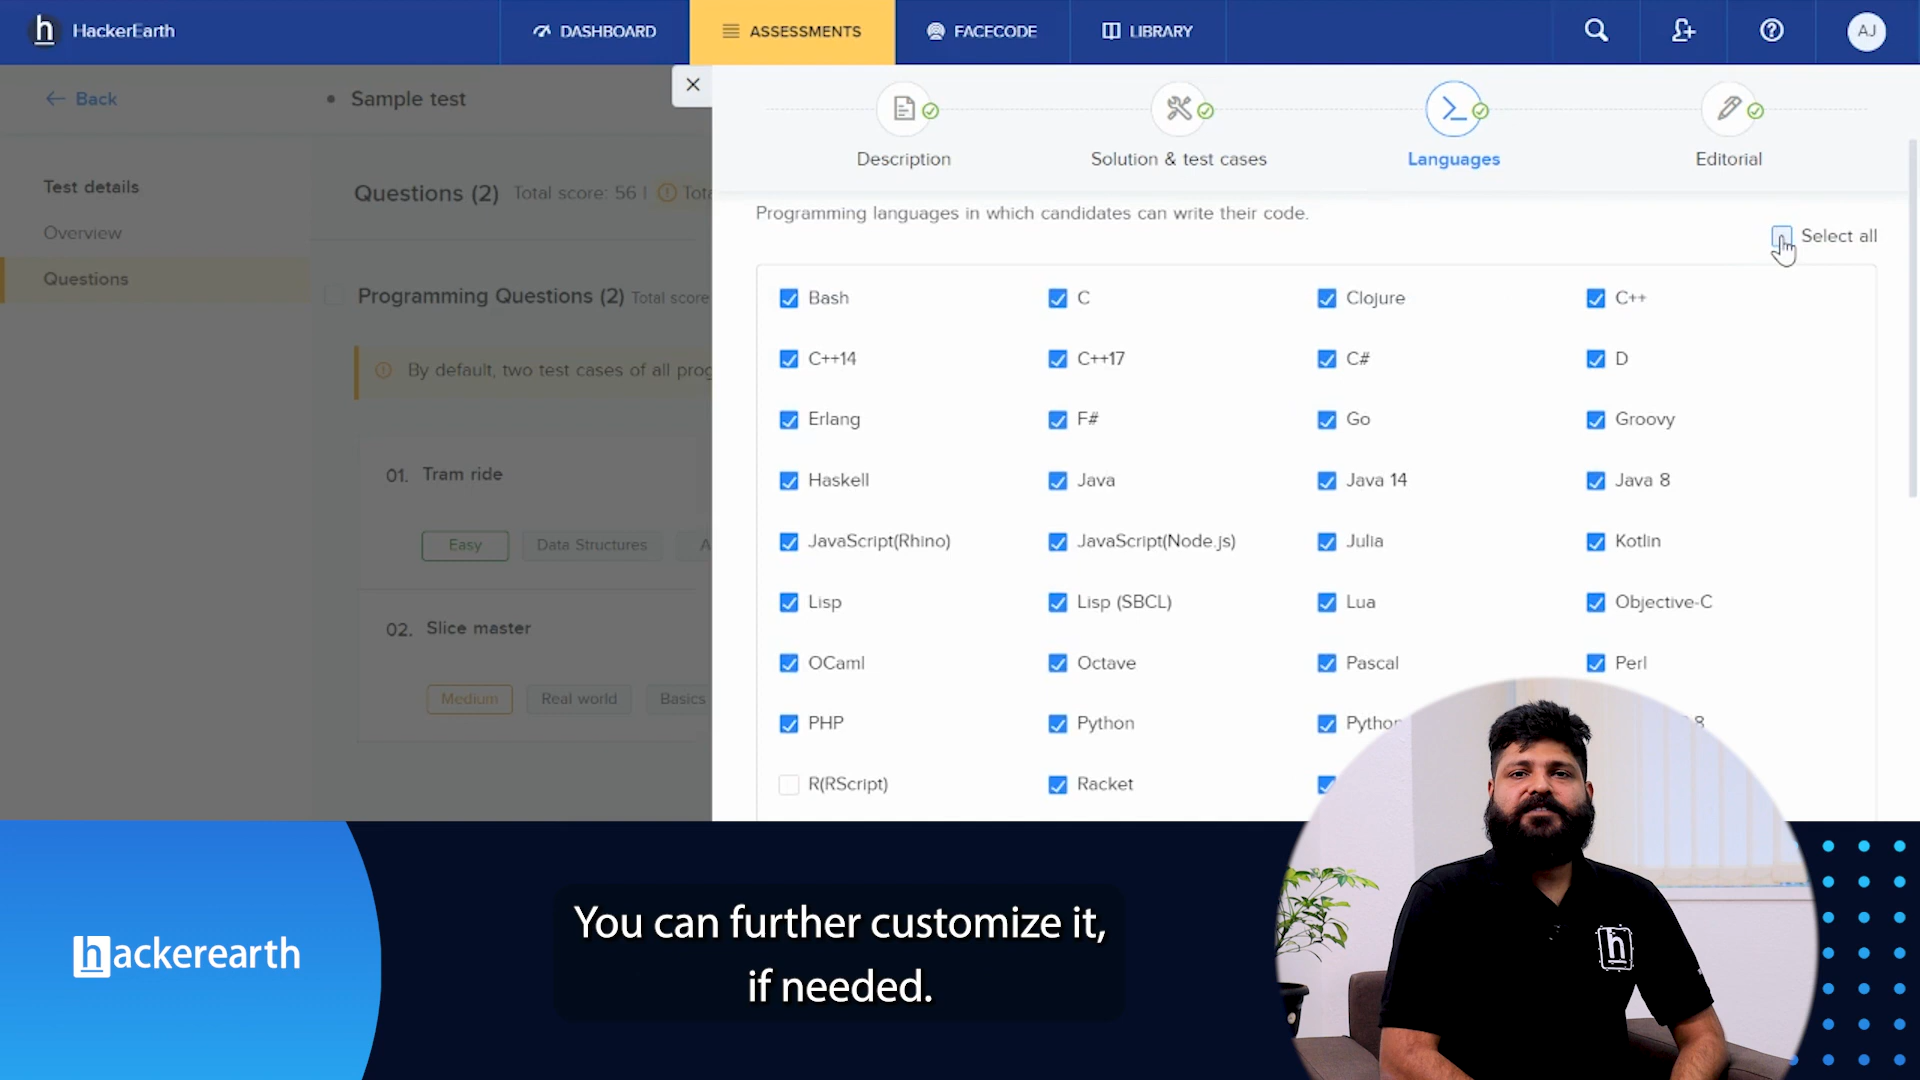 h HackerEarth
DASHBOARD
ASSESSMENTS
FACECODE
LIBRARY
AJ
Back
Sample test
Test details
Overview
Questions
Questions (2) Total score: 56 |
Programming Questions (2) Total score
By default, two test cases of all
01. Tram ride
Easy Data Structures A
02. Slice master
Medium Real world Basics
Description
Solution & test cases
Languages
Editorial
Programming languages in which candidates can write their code.
Select all
Bash C Clojure C++
C++14 C++17 C# D
Erlang F# Go Groovy
Haskell Java Java 14 Java 8
JavaScript(Rhino) JavaScript(Node.js) Julia Kotlin
Lisp Lisp (SBCL) Lua Objective-C
OCaml Octave Pascal Perl
PHP Python 8
R(RScript) Racket
hackerearth
You can further customize it,
if needed.
h